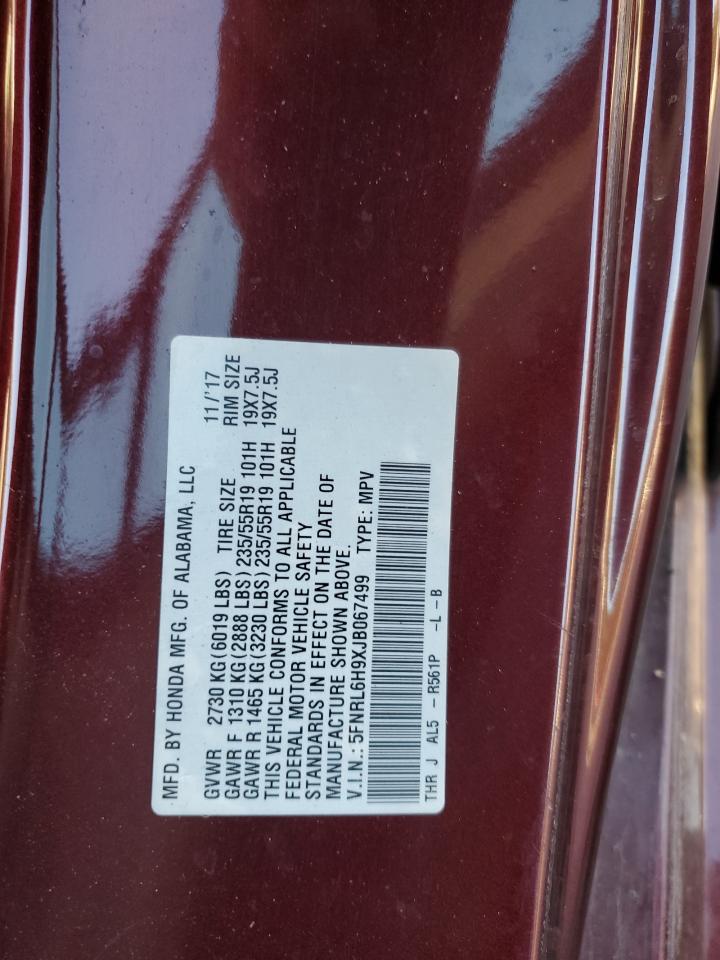 MFD. BY HONDA MFG. OF ALABAMA, LLC
11/'17
GVWR 2730 KG(6019 LBS) TIRE SIZE RIM SIZE
GAWR F 1310 KG(2888 LBS)235/55R19 101H 19X7.5J
GAWR R 1465 KG(3230 LBS)235/55R19 101H 19X7.5J
THIS VEHICLE CONFORMS TO ALL APPLICABLE
FEDERAL MOTOR VEHICLE SAFETY
STANDARDS IN EFFECT ON THE DATE OF
MANUFACTURE SHOWN ABOVE.
V.I.N.: 5FNRL6H9XJB067499 TYPE: MPV
THR J AL5 - R561P -L-B